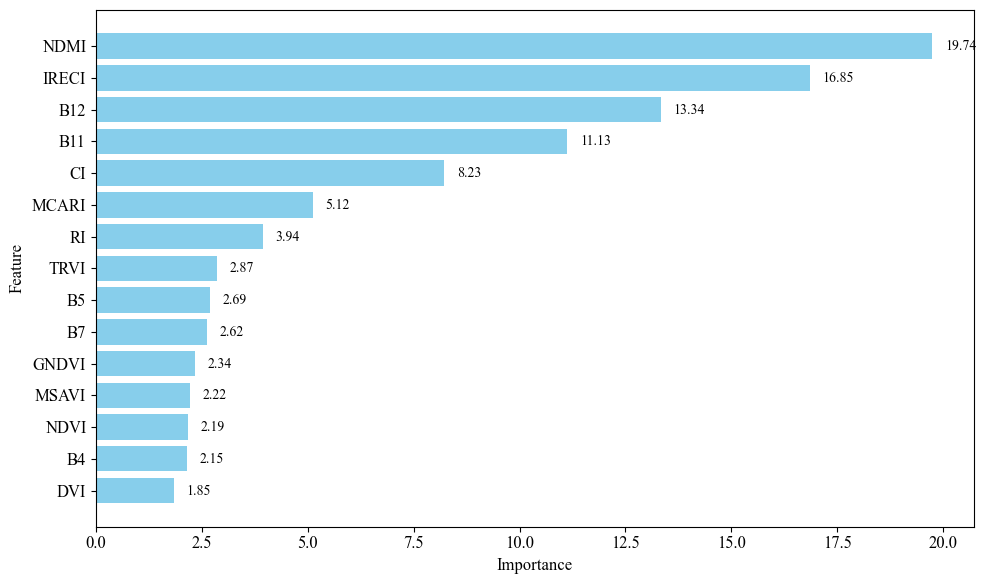 NDMI 19.74
IRECI 16.85
B12 13.34
B11 11.13
CI 8.23
MCARI 5.12
RI 3.94
TRVI 2.87
B5 2.69
B7 2.62
GNDVI 2.34
MSAVI 2.22
NDVI 2.19
B4 2.15
DVI 1.85
Feature
0.0 2.5 5.0 7.5 10.0 12.5 15.0 17.5 20.0
Importance